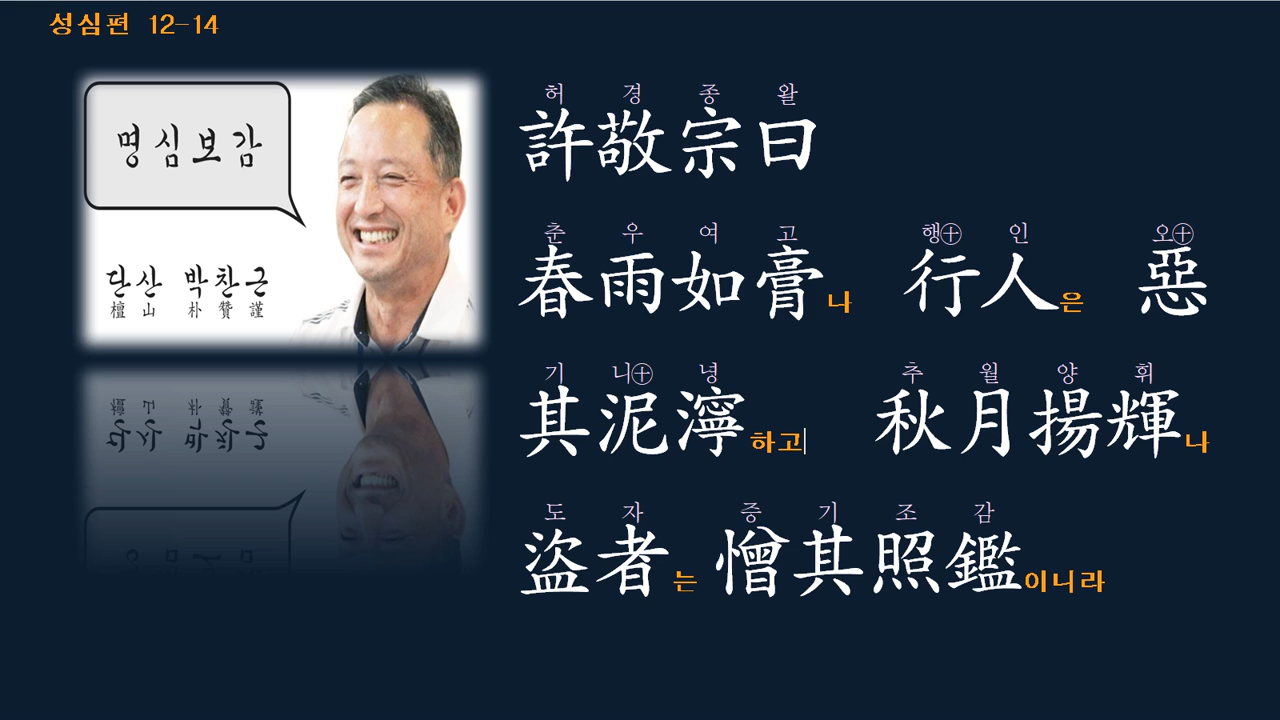 성심편 12-14
명심보감
단산 박찬근
檀山 朴贊謹
허 경 종 왈
許敬宗曰
춘 우 여 고 행㊉ 인 오㊉
春雨如膏나 行人은 惡
기 니㊉ 녕 추 월 양 휘
其泥濘하고 秋月揚輝나
도 자 증 기 조 감
盜者는 憎其照鑑이니라